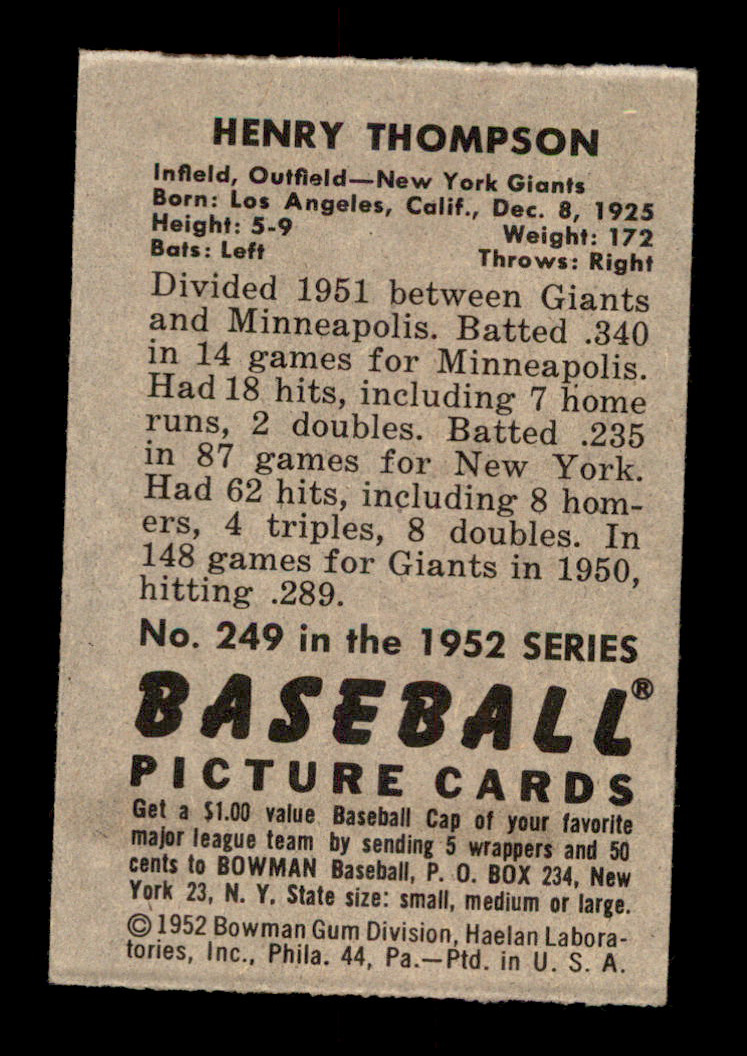 HENRY THOMPSON
Infield, Outfield—New York Giants
Born: Los Angeles, Calif., Dec. 8, 1925
Height: 5-9 Weight: 172
Bats: Left Throws: Right
Divided 1951 between Giants
and Minneapolis. Batted .340
in 14 games for Minneapolis.
Had 18 hits, including 7 home
runs, 2 doubles. Batted .235
in 87 games for New York.
Had 62 hits, including 8 hom-
ers, 4 triples, 8 doubles. In
148 games for Giants in 1950,
hitting .289.
No. 249 in the 1952 SERIES
BASEBALL®
PICTURE CARDS
Get a $1.00 value Baseball Cap of your favorite
major league team by sending 5 wrappers and 50
cents to BOWMAN Baseball, P. O. BOX 234, New
York 23, N. Y. State size: small, medium or large.
©1952 Bowman Gum Division, Haelan Labora-
tories, Inc., Phila. 44, Pa.—Ptd. in U. S. A.